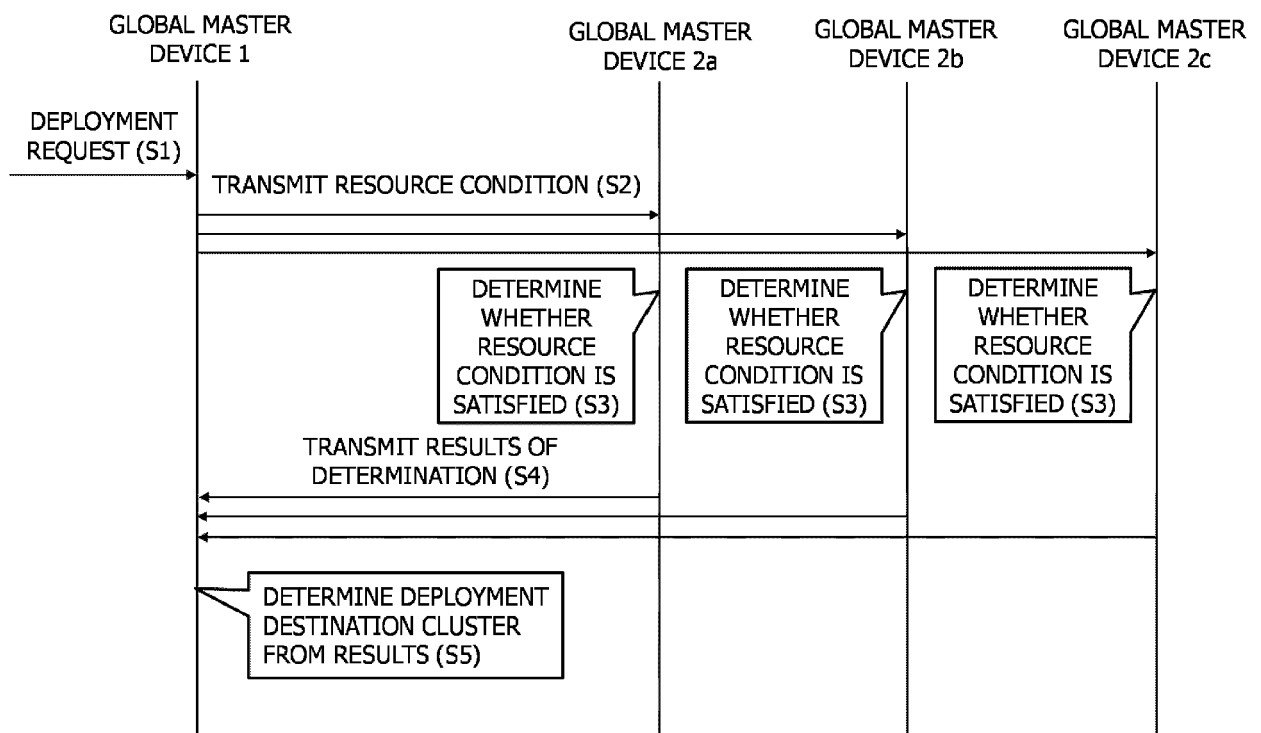 GLOBAL MASTER
DEVICE 1
GLOBAL MASTER
DEVICE 2a
GLOBAL MASTER
DEVICE 2b
GLOBAL MASTER
DEVICE 2c
DEPLOYMENT
REQUEST (S1)
TRANSMIT RESOURCE CONDITION (S2)
DETERMINE
WHETHER
RESOURCE
CONDITION IS
SATISFIED (S3)
DETERMINE
WHETHER
RESOURCE
CONDITION IS
SATISFIED (S3)
DETERMINE
WHETHER
RESOURCE
CONDITION IS
SATISFIED (S3)
TRANSMIT RESULTS OF
DETERMINATION (S4)
DETERMINE DEPLOYMENT
DESTINATION CLUSTER
FROM RESULTS (S5)